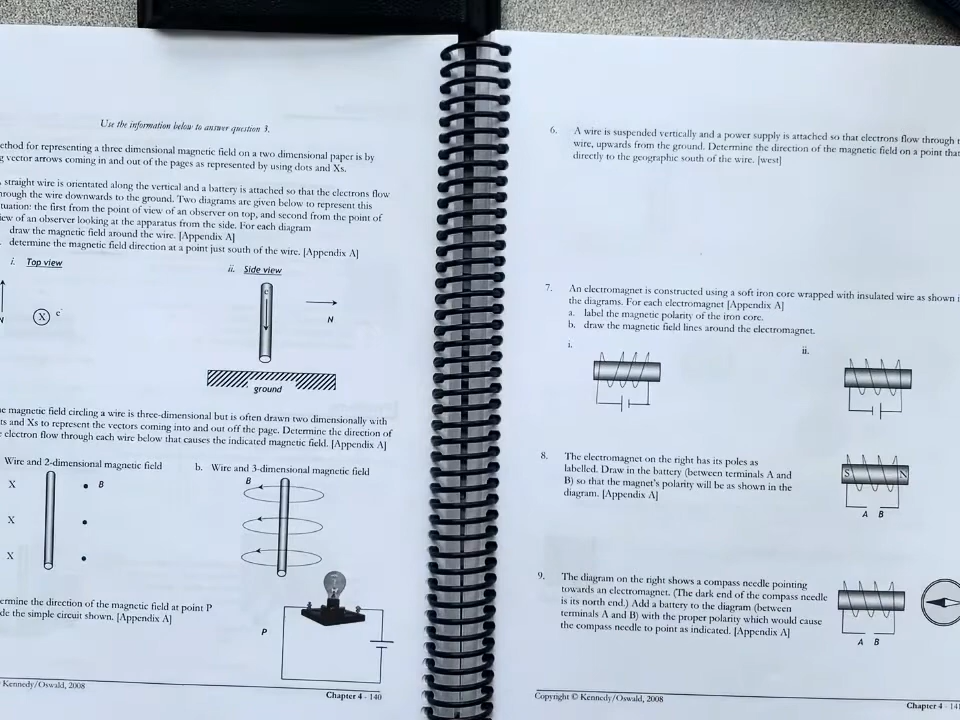 Use the information below to answer question 3.
ethod for representing a three dimensional magnetic field on a two dimensional paper is by
g vector arrows coming in and out of the pages as represented by using dots and Xs.
straight wire is orientated along the vertical and a battery is attached so that the electrons flow
hrough the wire downwards to the ground. Two diagrams are given below to represent this
tuation: the first from the point of view of an observer on top, and second from the point of
iew of an observer looking at the apparatus from the side. For each diagram
draw the magnetic field around the wire. [Appendix A]
. determine the magnetic field direction at a point just south of the wire. [Appendix A]
i. Top view
ii. Side view
N
X e-
e-
N
ground
e magnetic field circling a wire is three-dimensional but is often drawn two dimensionally with
ts and Xs to represent the vectors coming into and out off the page. Determine the direction of
e electron flow through each wire below that causes the indicated magnetic field. [Appendix A]
Wire and 2-dimensional magnetic field
b. Wire and 3-dimensional magnetic field
X
B
B
X
X
ermine the direction of the magnetic field at point P
de the simple circuit shown. [Appendix A]
P
Kennedy/Oswald, 2008
Chapter 4 - 140
6. A wire is suspended vertically and a power supply is attached so that electrons flow through t
wire, upwards from the ground. Determine the direction of the magnetic field on a point that
directly to the geographic south of the wire. [west]
7. An electromagnet is constructed using a soft iron core wrapped with insulated wire as shown i
the diagrams. For each electromagnet [Appendix A]
a. label the magnetic polarity of the iron core.
b. draw the magnetic field lines around the electromagnet.
i.
ii.
8. The electromagnet on the right has its poles as
labelled. Draw in the battery (between terminals A and
B) so that the magnet's polarity will be as shown in the
diagram. [Appendix A]
S N
A B
9. The diagram on the right shows a compass needle pointing
towards an electromagnet. (The dark end of the compass needle
is its north end.) Add a battery to the diagram (between
terminals A and B) with the proper polarity which would cause
the compass needle to point as indicated. [Appendix A]
A B
Copyright © Kennedy/Oswald, 2008
Chapter 4 - 141